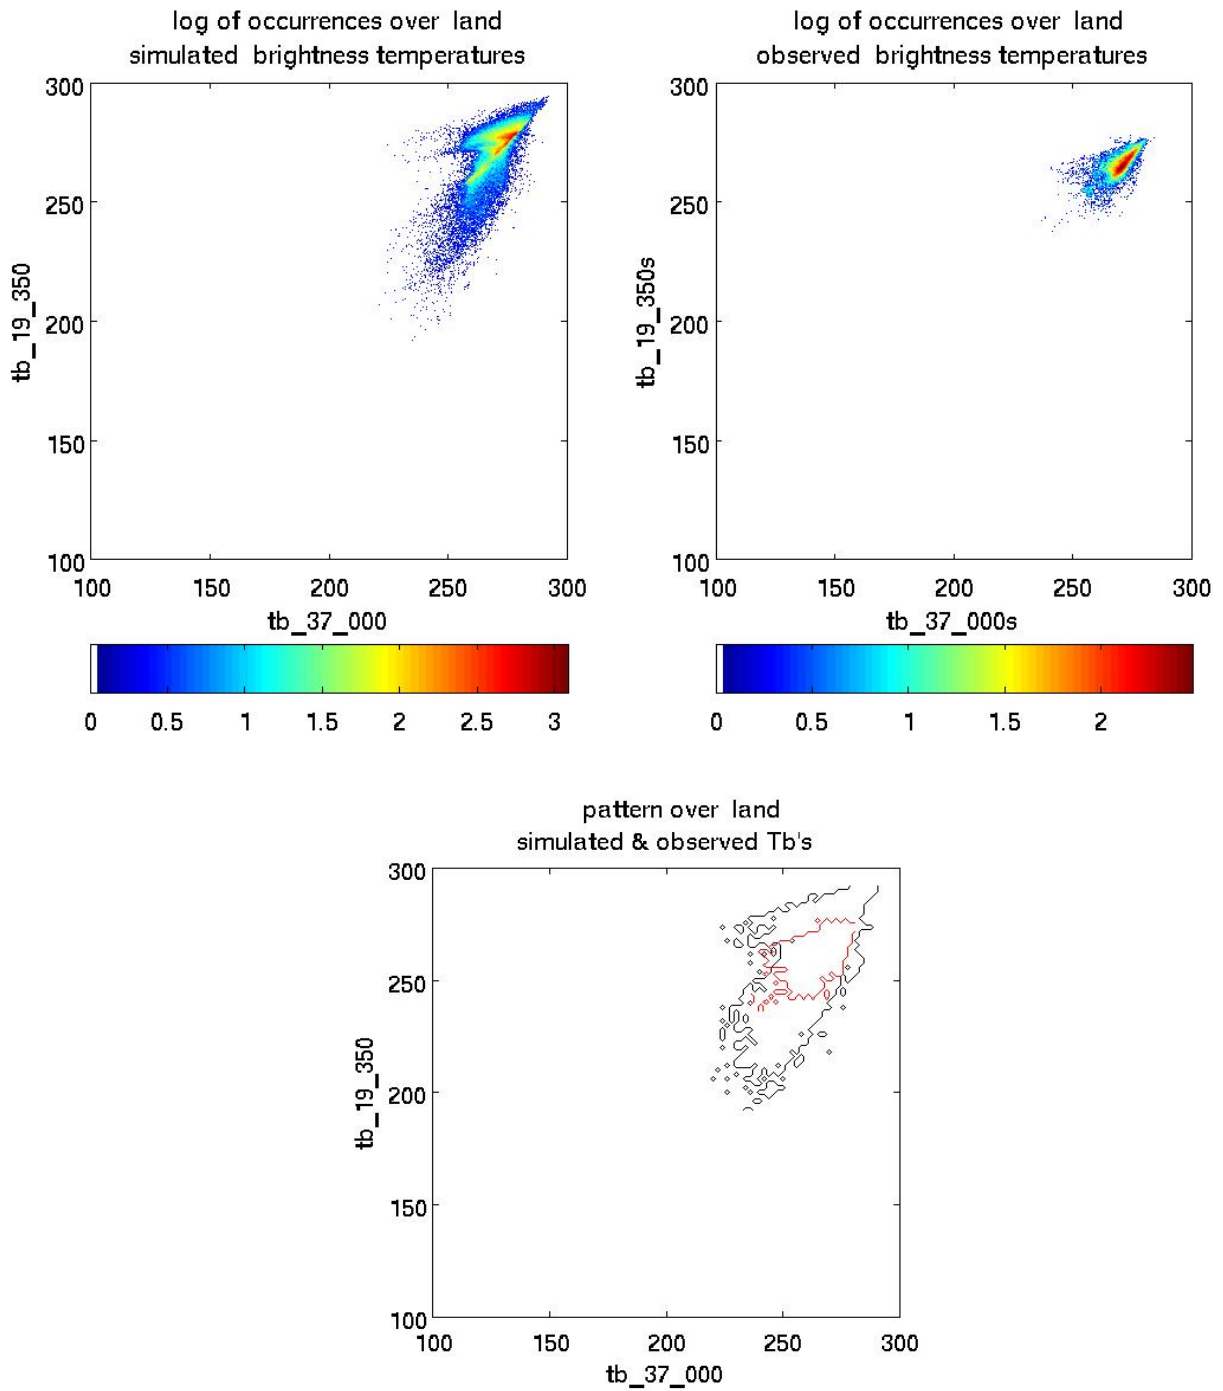 log of occurrences over land
simulated brightness temperatures
300
250
200
150
100
tb_19_350
100 150 200 250 300
tb_37_000
0 0.5 1 1.5 2 2.5 3
log of occurrences over land
observed brightness temperatures
300
250
200
150
100
tb_19_350s
100 150 200 250 300
tb_37_000s
0 0.5 1 1.5 2
pattern over land
simulated & observed Tb's
300
250
200
150
100
tb_19_350
100 150 200 250 300
tb_37_000